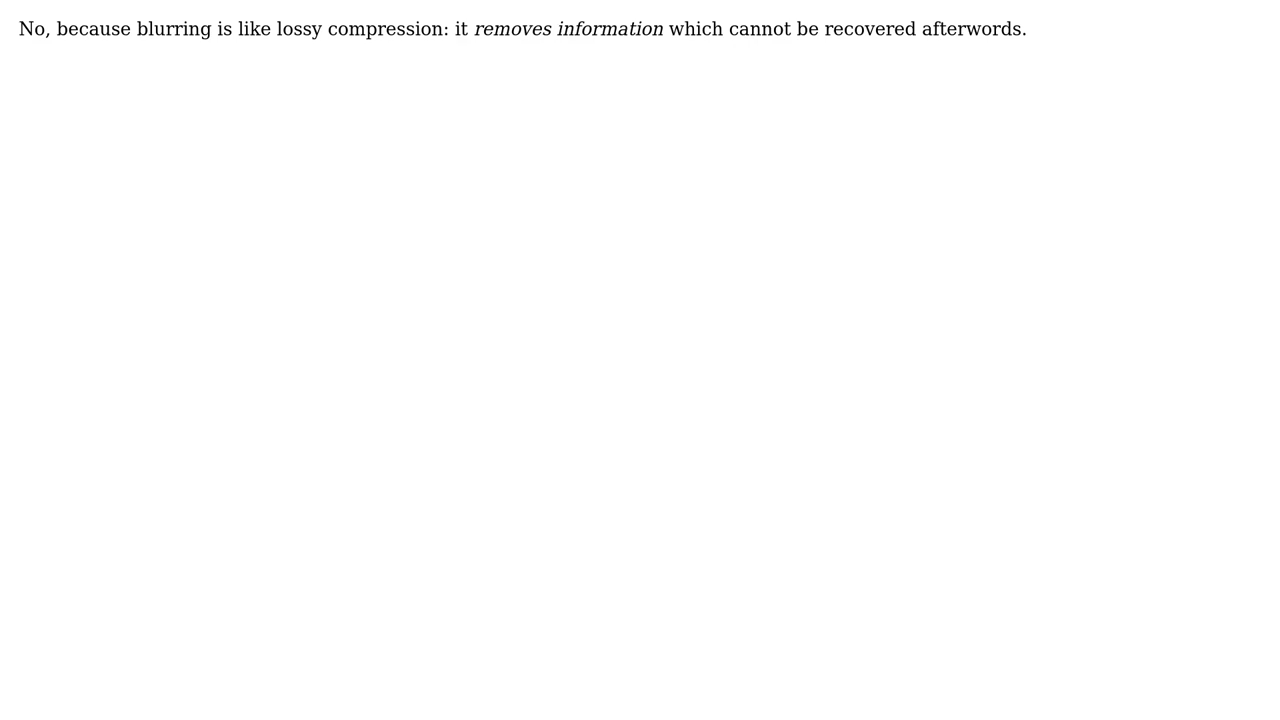 No, because blurring is like lossy compression: it removes information which cannot be recovered afterwords.